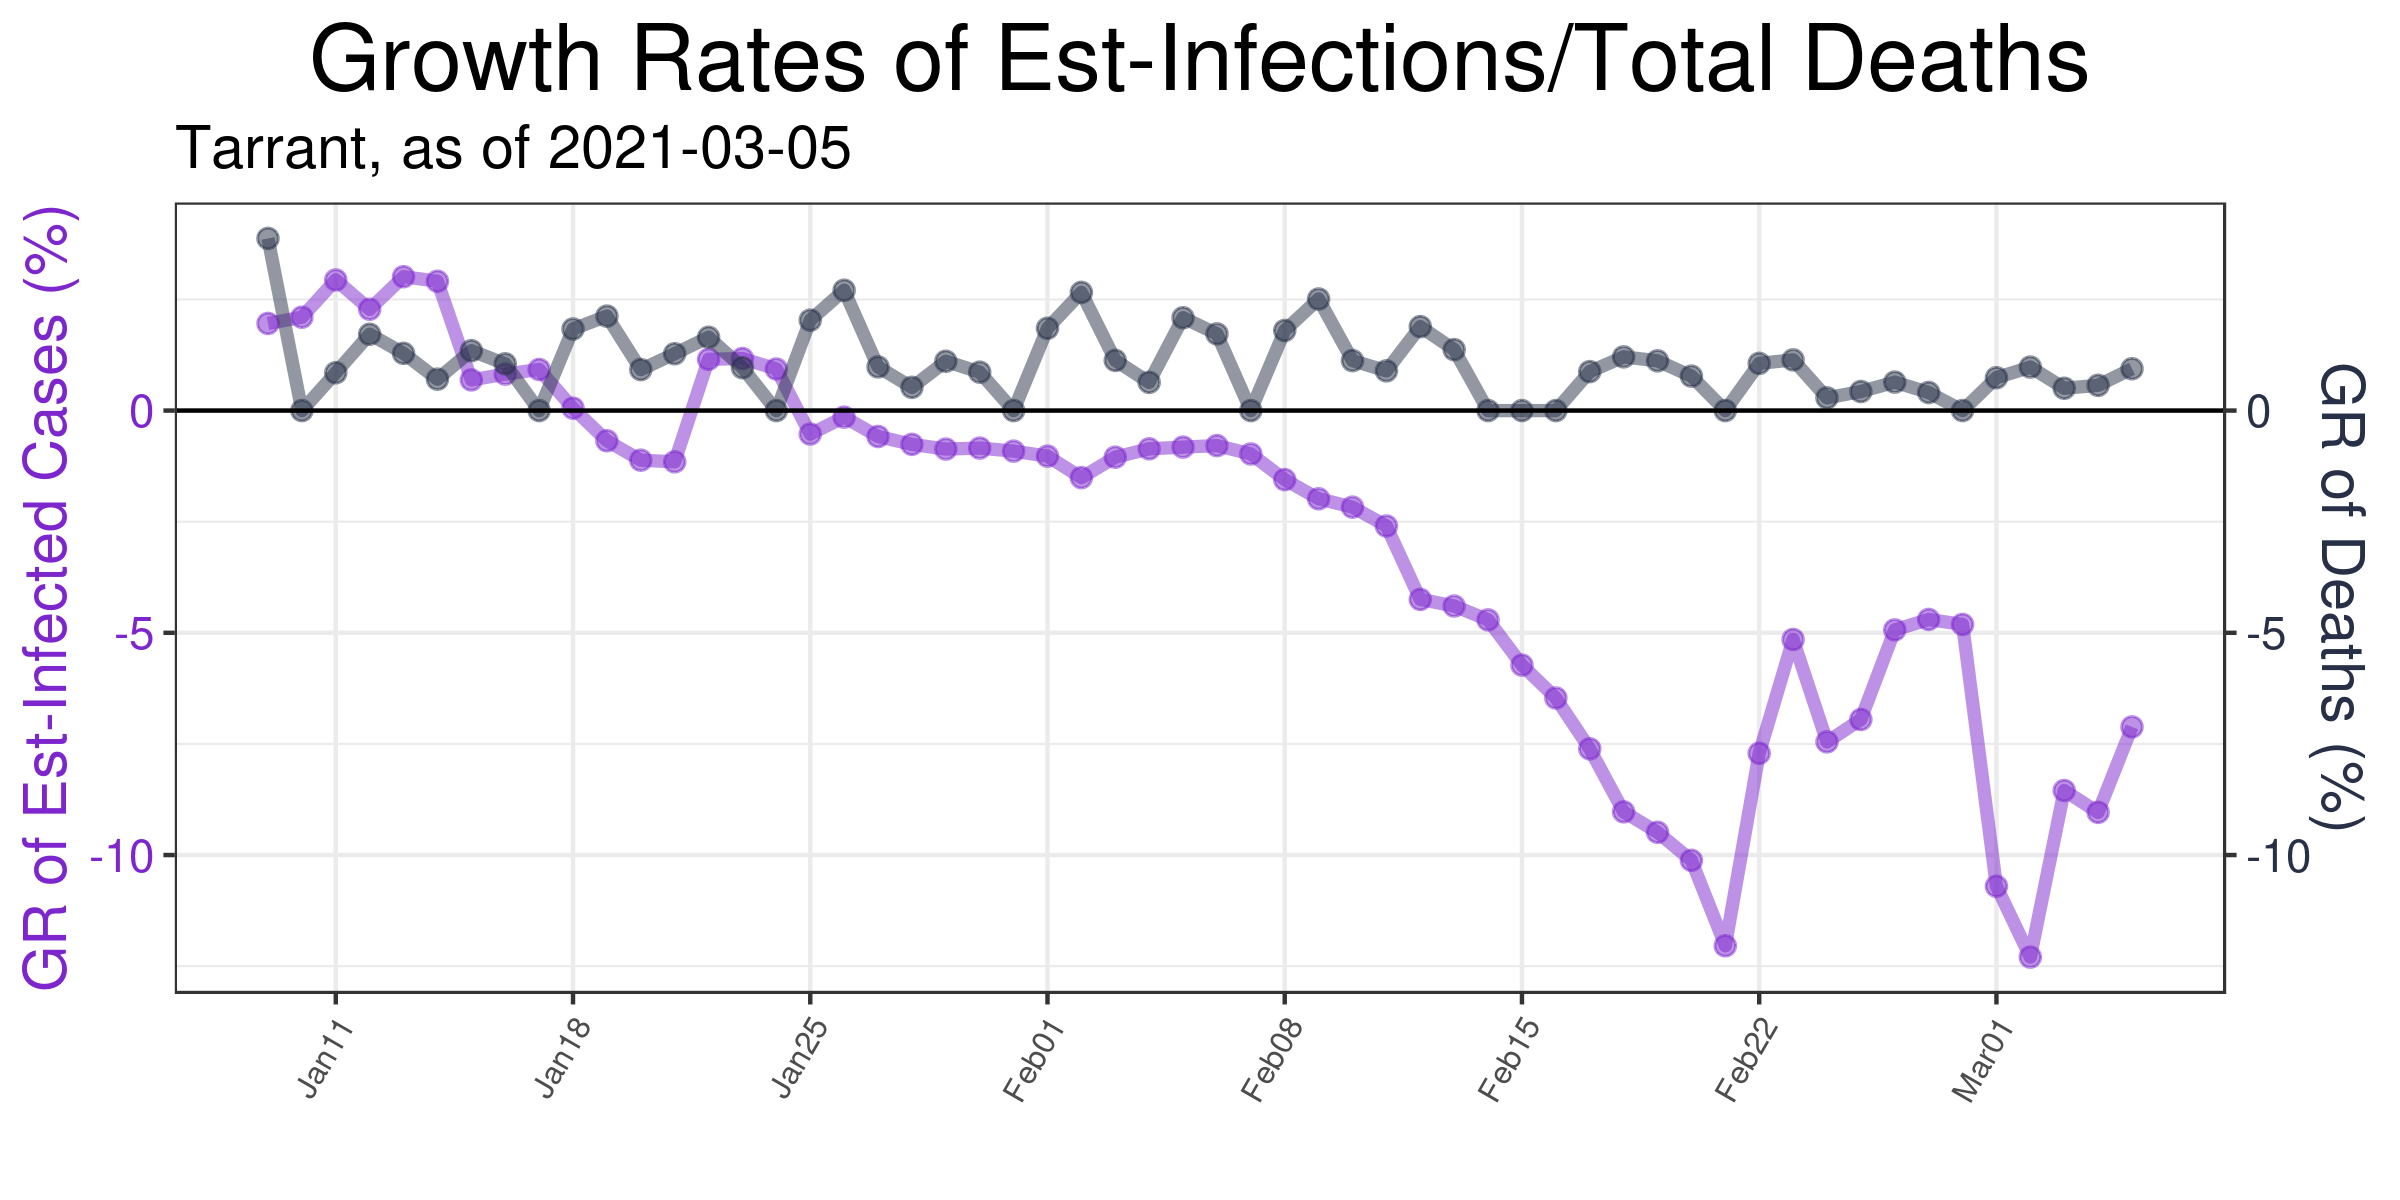 Growth Rates of Est-Infections/Total Deaths
Tarrant, as of 2021-03-05
GR of Est-Infected Cases (%)
0
-5
-10
0
-5
-10
GR of Deaths (%)
Jan11
Jan18
Jan25
Feb01
Feb08
Feb15
Feb22
Mar01